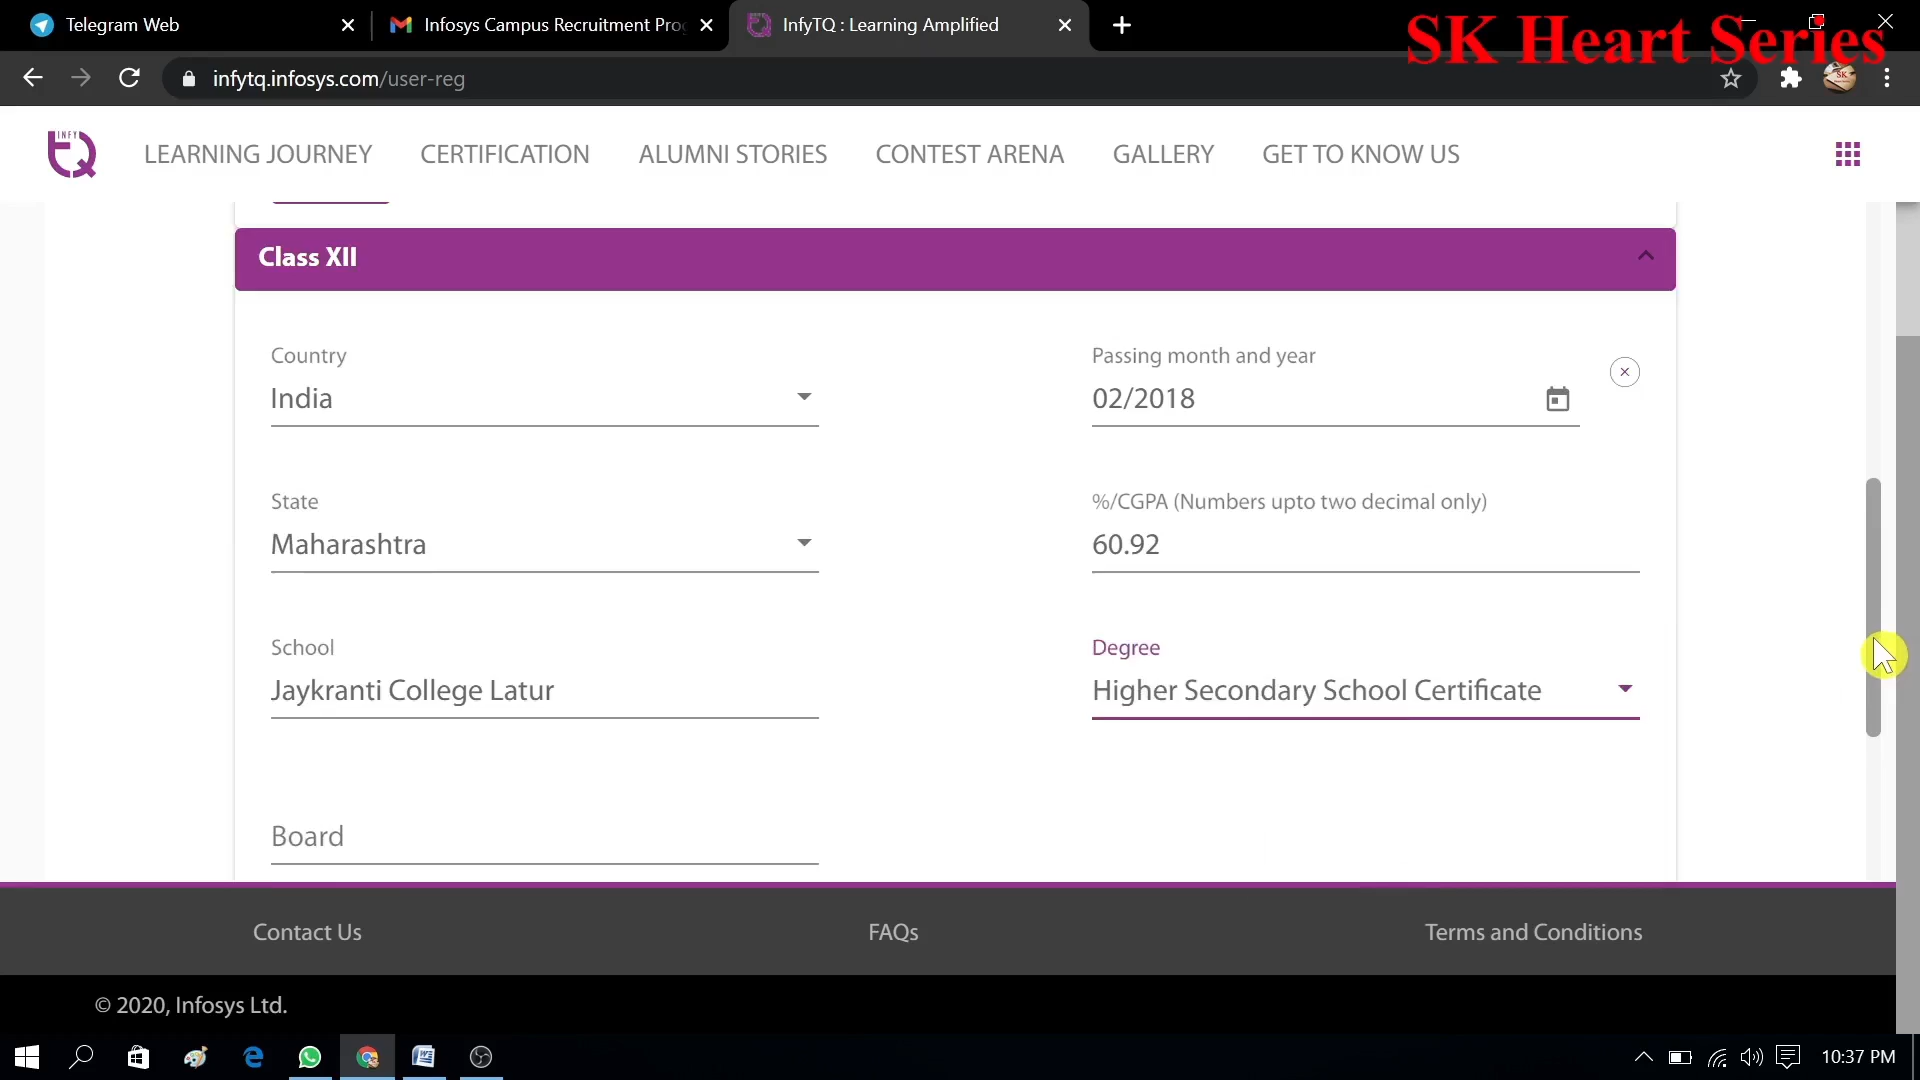 Telegram Web
Infosys Campus Recruitment Pro
InfyTQ : Learning Amplified
SK Heart Series
infytq.infosys.com/user-reg
INFY
TQ
LEARNING JOURNEY
CERTIFICATION
ALUMNI STORIES
CONTEST ARENA
GALLERY
GET TO KNOW US
Class XII
Country
India
Passing month and year
02/2018
State
Maharashtra
%/CGPA (Numbers upto two decimal only)
60.92
School
Jaykranti College Latur
Degree
Higher Secondary School Certificate
Board
Contact Us
FAQs
Terms and Conditions
© 2020, Infosys Ltd.
10:37 PM